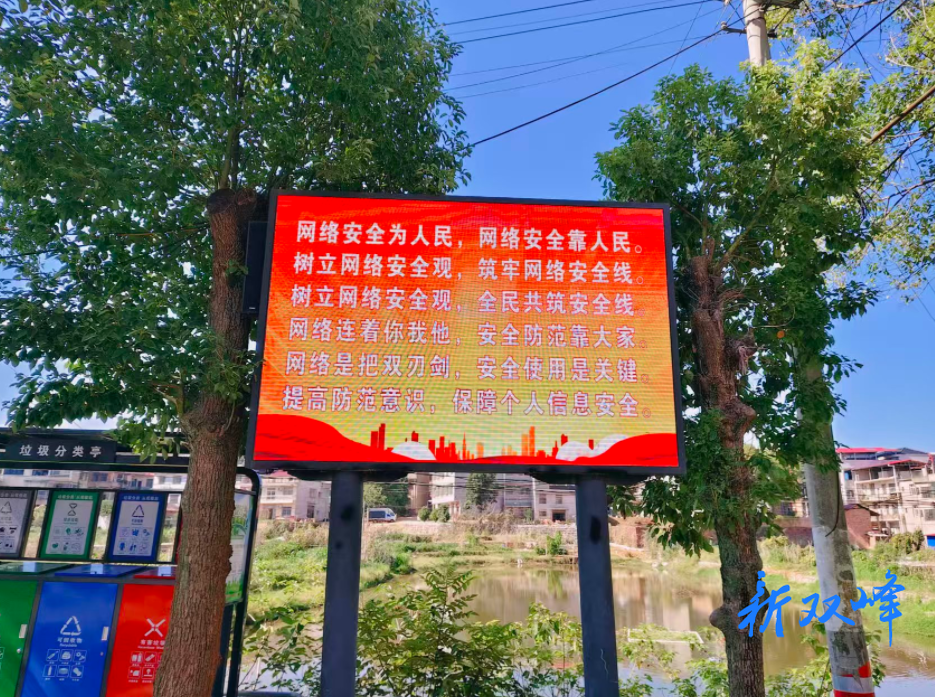 网络安全为人民，网络安全靠人民。
树立网络安全观，筑牢网络安全线。
树立网络安全观，全民共筑安全线
网络连着你我他，安全防范靠大家。
网络是把双刃剑，安全使用是关键。
提高防范意识，保障个人信息安全。
垃圾分类亭
新双峰